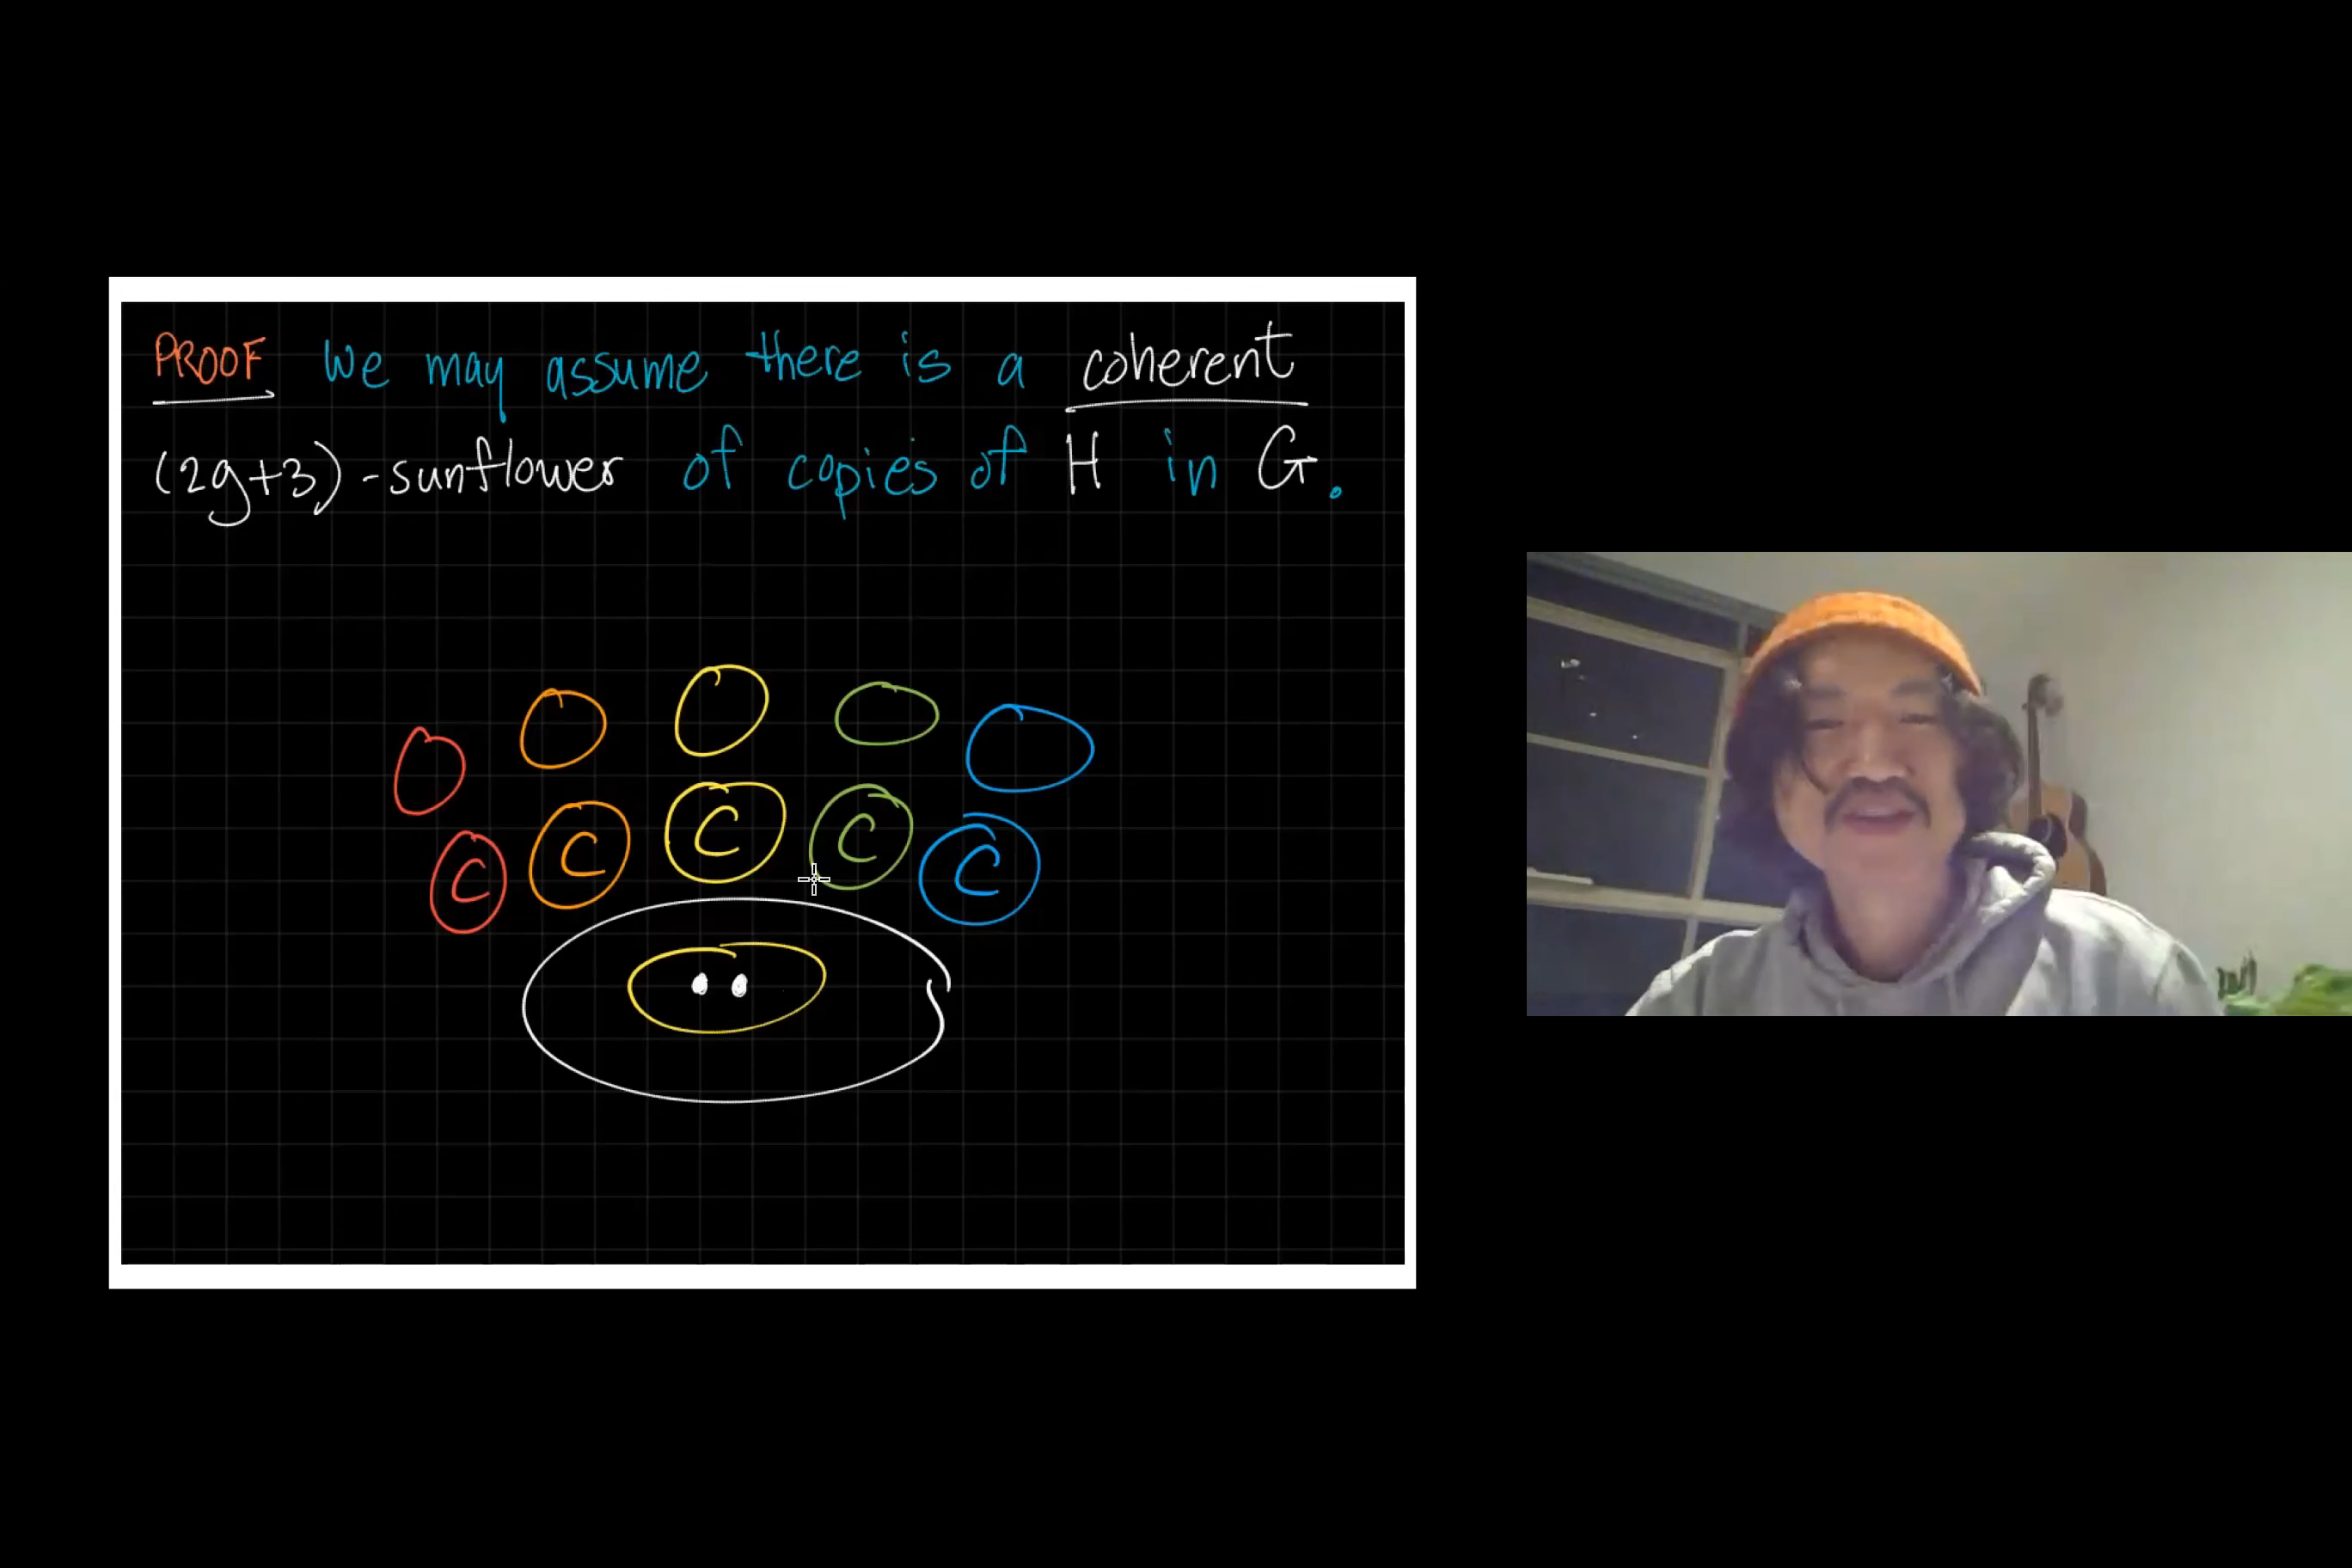 PROOF We may assume there is a coherent
(2g+3)-sunflower of copies of H in G.
C C C C C